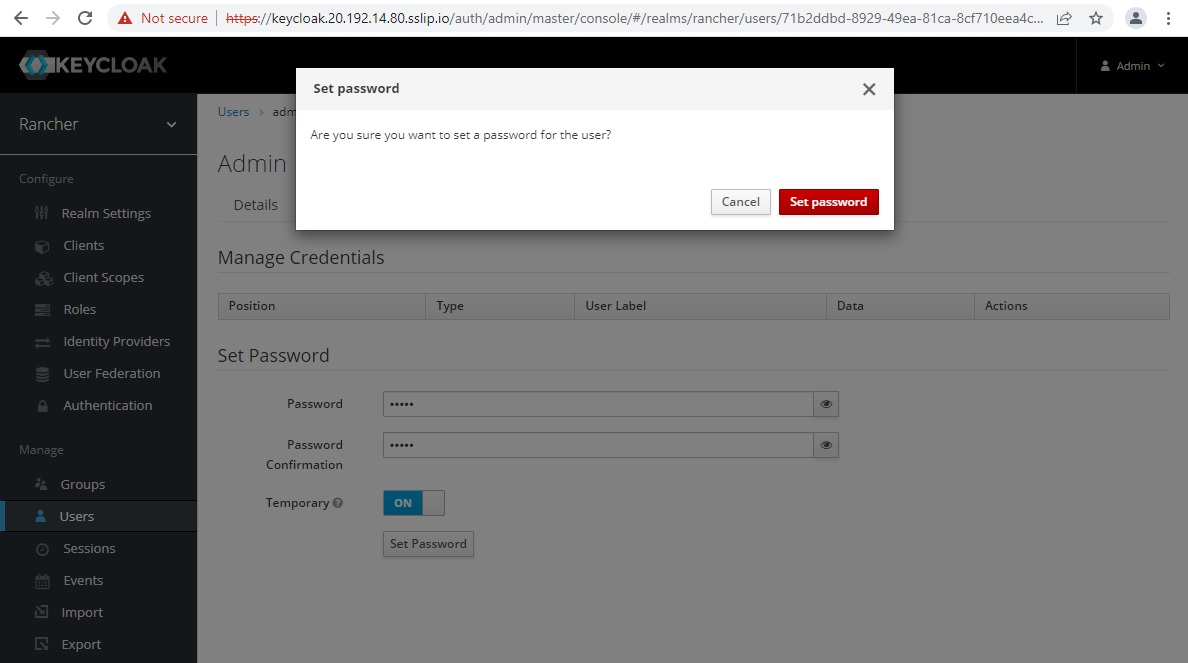 Not secure https://keycloak.20.192.14.80.sslip.io/auth/admin/master/console/#/realms/rancher/users/71b2ddbd-8929-49ea-81ca-8cf710eea4c...
KEYCLOAK
Admin
Set password
Are you sure you want to set a password for the user?
Cancel Set password
Rancher
Configure
Realm Settings
Clients
Client Scopes
Roles
Identity Providers
User Federation
Authentication
Manage
Groups
Users
Sessions
Events
Import
Export
Users > adm
Admin
Details
Manage Credentials
Position Type User Label Data Actions
Set Password
Password •••••
Password
Confirmation •••••
Temporary ON
Set Password